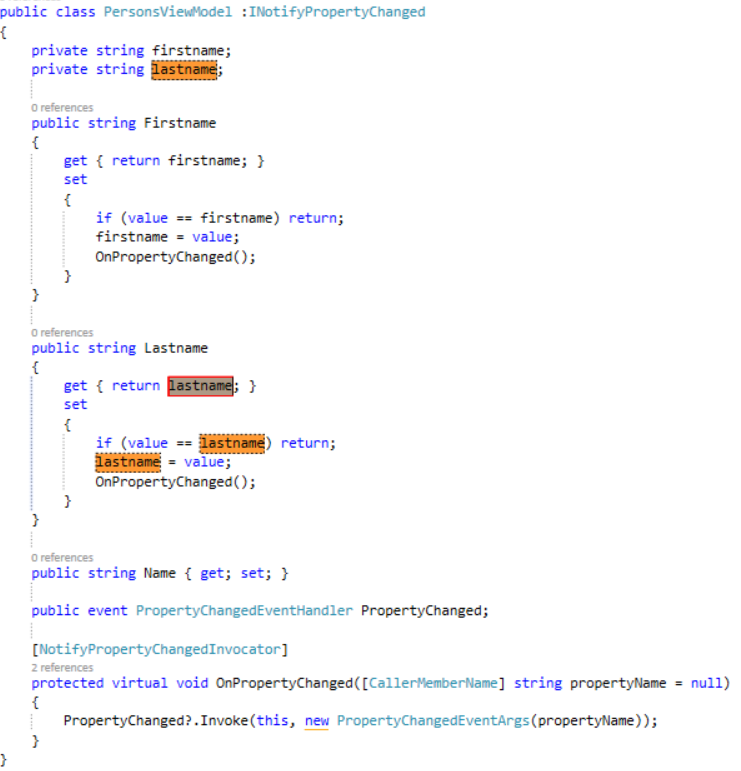 public class PersonsViewModel :INotifyPropertyChanged
{
private string firstname;
private string lastname;
0 references
public string Firstname
{
get { return firstname; }
set
{
if (value == firstname) return;
firstname = value;
OnPropertyChanged();
}
}
0 references
public string Lastname
{
get { return lastname; }
set
{
if (value == lastname) return;
lastname = value;
OnPropertyChanged();
}
}
0 references
public string Name { get; set; }
public event PropertyChangedEventHandler PropertyChanged;
[NotifyPropertyChangedInvocator]
2 references
protected virtual void OnPropertyChanged([CallerMemberName] string propertyName = null)
{
PropertyChanged?.Invoke(this, new PropertyChangedEventArgs(propertyName));
}
}